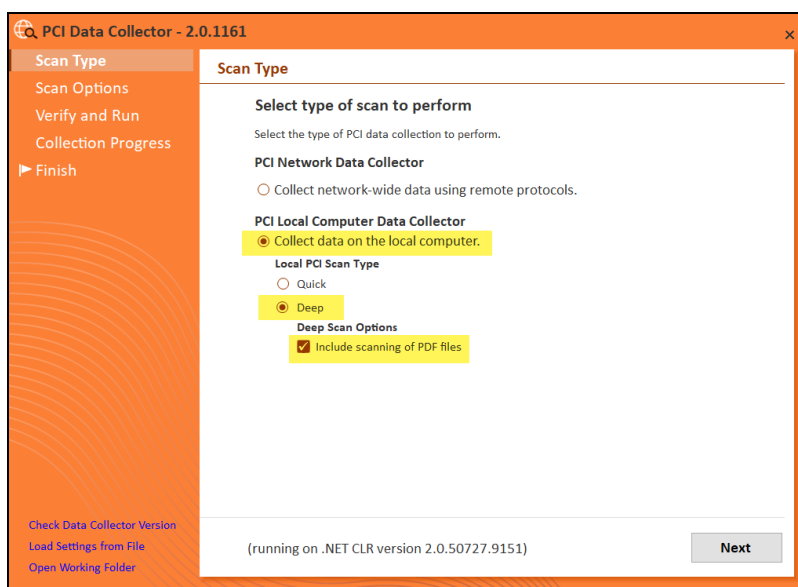 PCI Data Collector - 2.0.1161
×
Scan Type
Scan Options
Verify and Run
Collection Progress
Finish
Check Data Collector Version
Load Settings from File
Open Working Folder
Scan Type
Select type of scan to perform
Select the type of PCI data collection to perform.
PCI Network Data Collector
Collect network-wide data using remote protocols.
PCI Local Computer Data Collector
Collect data on the local computer.
Local PCI Scan Type
Quick
Deep
Deep Scan Options
Include scanning of PDF files
(running on .NET CLR version 2.0.50727.9151)
Next